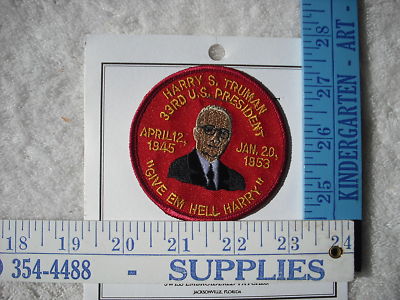 HARRY S. TRUMAN
33RD U.S. PRESIDENT
APRIL 12,
1945
JAN. 20,
1953
"GIVE EM HELL HARRY"
25 26 27 28
KINDERGARTEN - ART -
18 19 20 21 22 23 24
354-4488 - SUPPLIES
JACKSONVILLE, FLORIDA